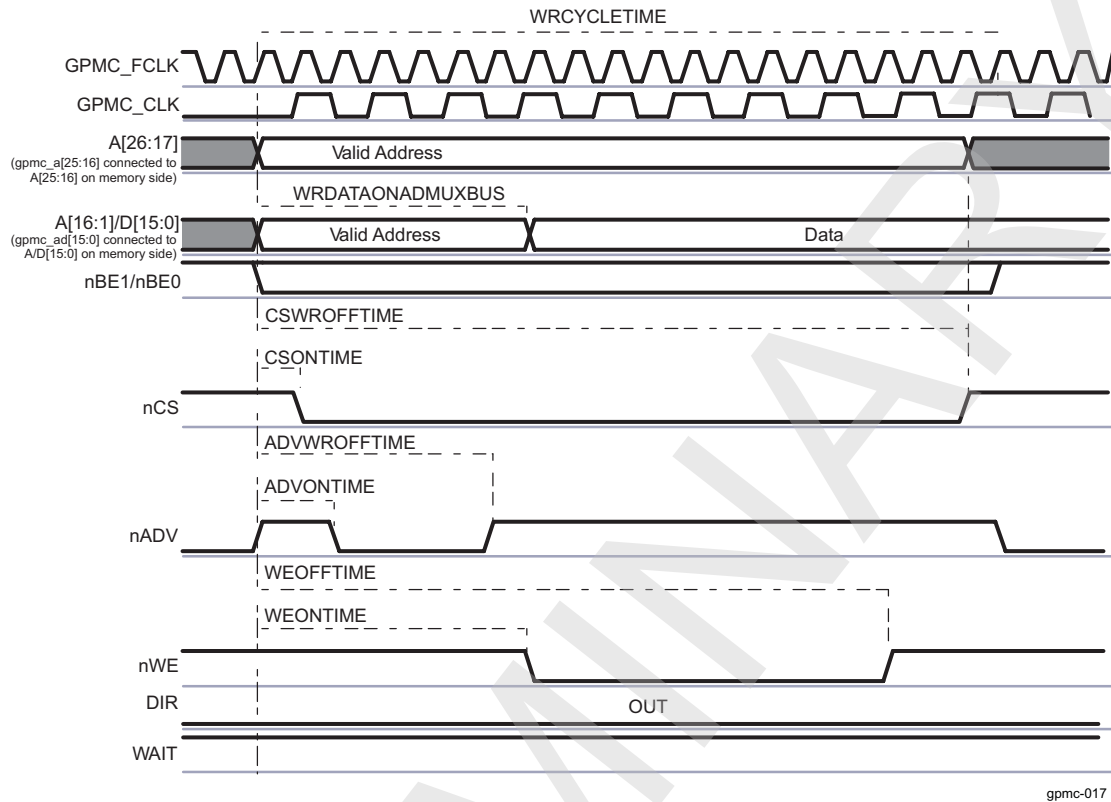 WRCYCLETIME
GPMC_FCLK
GPMC_CLK
A[26:17]
(gpmc_a[25:16] connected to
A[25:16] on memory side)
Valid Address
WRDATAONADMUXBUS
A[16:1]/D[15:0]
(gpmc_ad[15:0] connected to
A/D[15:0] on memory side)
Valid Address
Data
nBE1/nBE0
CSWROFFTIME
CSONTIME
nCS
ADVWROFFTIME
ADVONTIME
nADV
WEOFFTIME
WEONTIME
nWE
DIR
OUT
WAIT
gpmc-017
MINARY